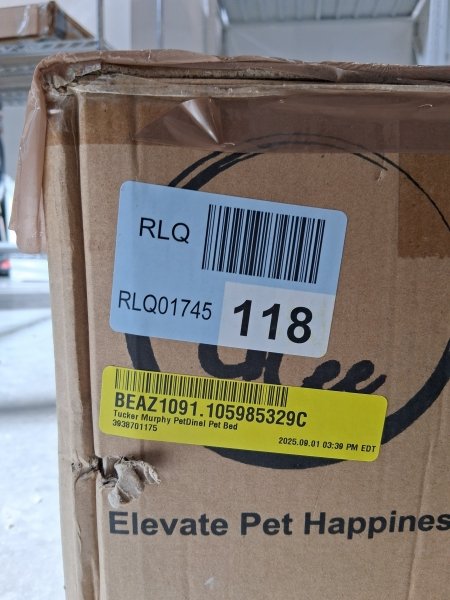 RLQ
RLQ01745
118
BEAZ1091.105985329C
Tucker Murphy PetDinel Pet Bed
3938701175
2025.09.01 03:39 PM EDT
Elevate Pet Happines